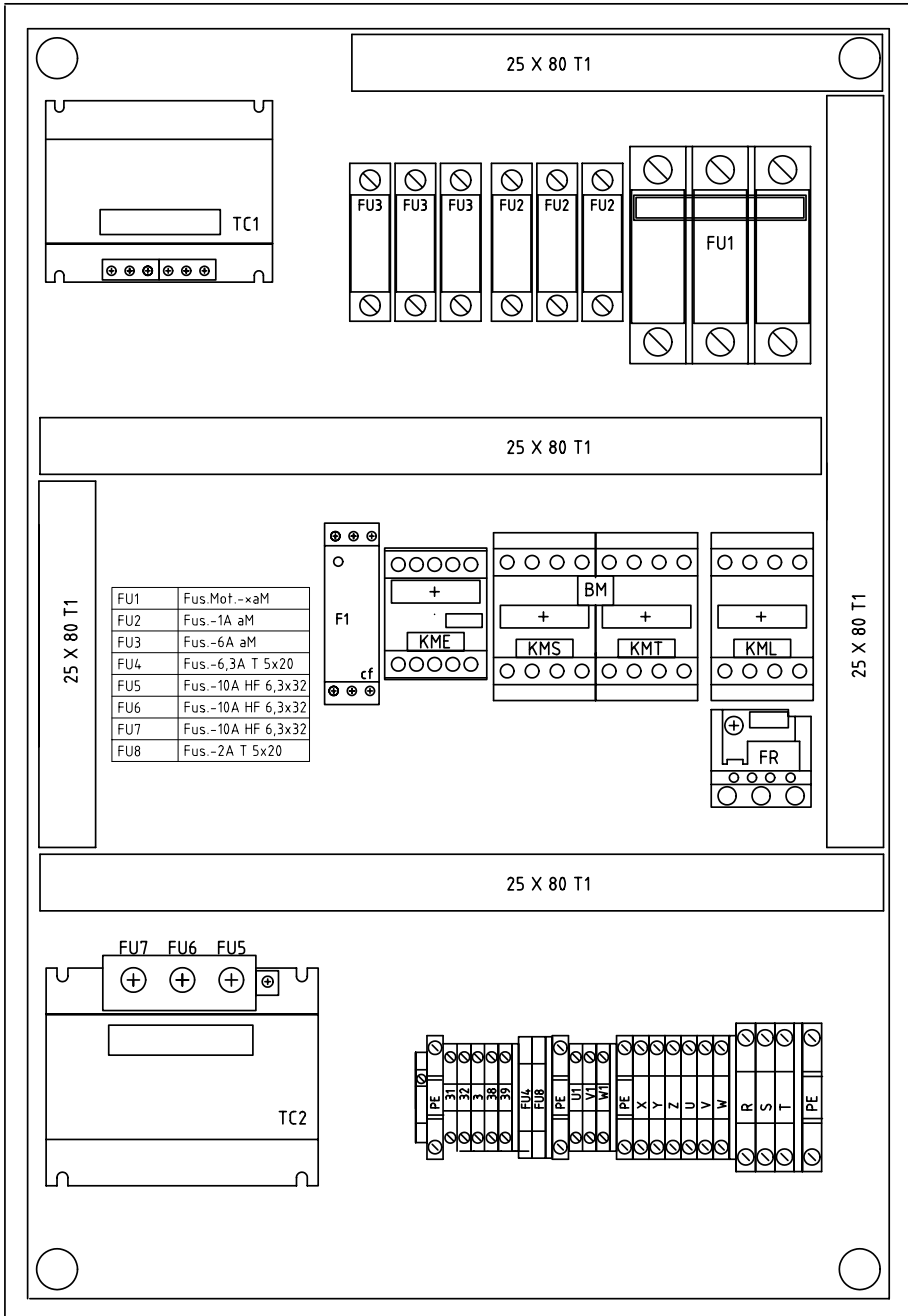 25 X 80 T1
TC1
FU3 FU3 FU3 FU2 FU2 FU2
FU1
25 X 80 T1
25 X 80 T1
25 X 80 T1
FU1 Fus.Mot.-xaM
FU2 Fus.-1A aM
FU3 Fus.-6A aM
FU4 Fus.-6,3A T 5x20
FU5 Fus.-10A HF 6,3x32
FU6 Fus.-10A HF 6,3x32
FU7 Fus.-10A HF 6,3x32
FU8 Fus.-2A T 5x20
F1
cf
KME
BM
KMS
KMT
KML
FR
25 X 80 T1
FU7 FU6 FU5
TC2
PE 31 32 3 38 39 FU4 FU8 PE U1 V1 W1 PE X Y Z U V W R S T PE